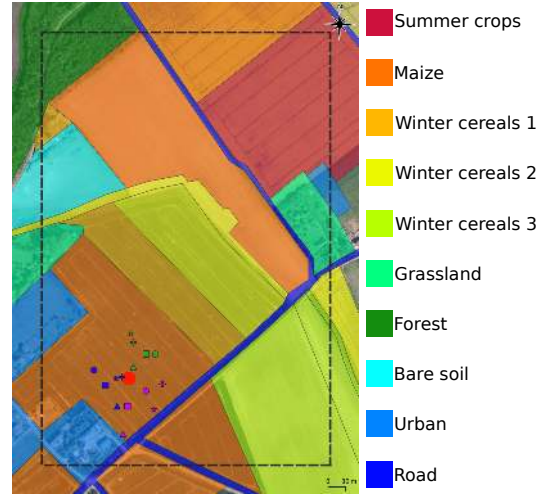 Summer crops
Maize
Winter cereals 1
Winter cereals 2
Winter cereals 3
Grassland
Forest
Bare soil
Urban
Road